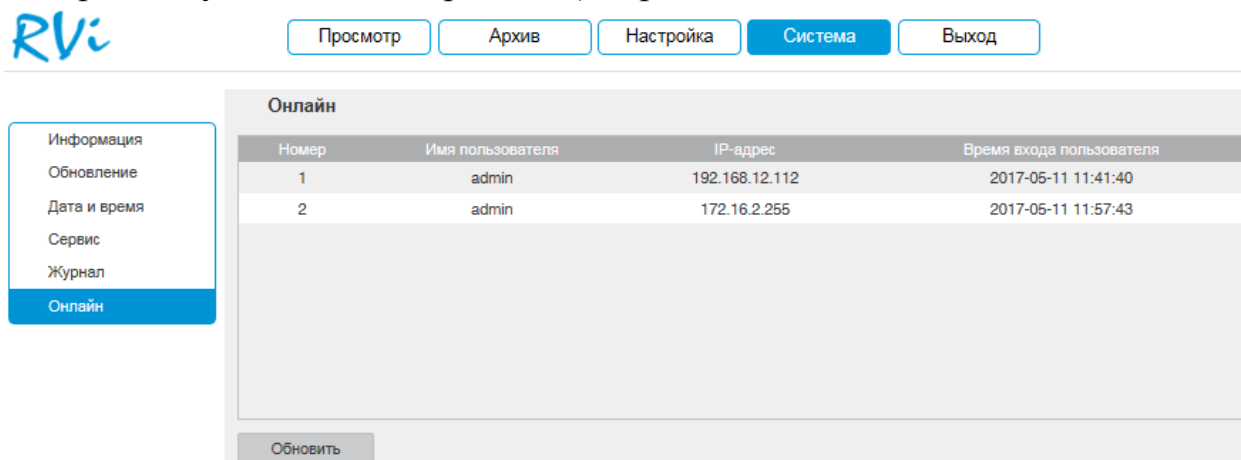 RVi
Просмотр Архив Настройка Система Выход
Онлайн
Информация
Обновление
Дата и время
Сервис
Журнал
Онлайн
Номер Имя пользователя IP-адрес Время входа пользователя
1 admin 192.168.12.112 2017-05-11 11:41:40
2 admin 172.16.2.255 2017-05-11 11:57:43
Обновить